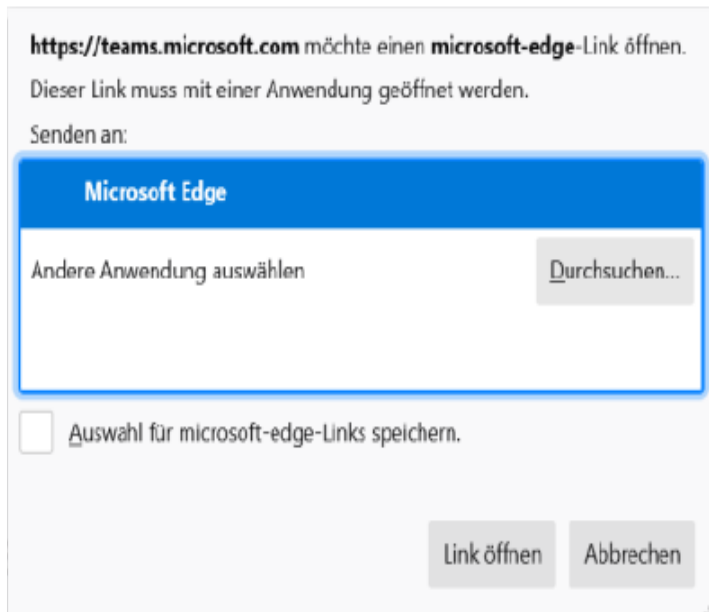 https://teams.microsoft.com möchte einen microsoft-edge-Link öffnen.
Dieser Link muss mit einer Anwendung geöffnet werden.
Senden an:
Microsoft Edge
Andere Anwendung auswählen
Durchsuchen...
Auswahl für microsoft-edge-Links speichern.
Link öffnen
Abbrechen